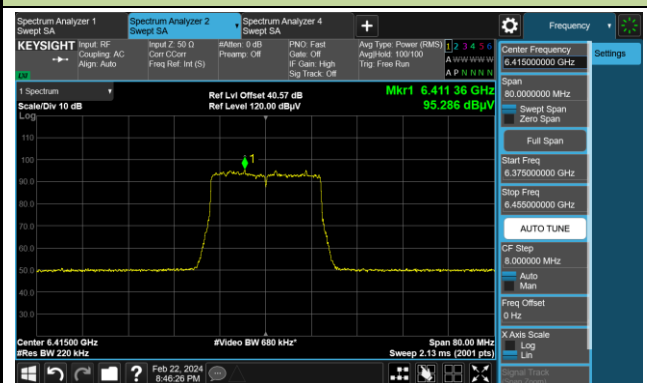 Spectrum Analyzer 1
Swept SA
Spectrum Analyzer 2
Swept SA
Spectrum Analyzer 4
Swept SA
+
Frequency
KEYSIGHT
Input: RF
Coupling: AC
Align: Auto
Input Z: 50 Ω
Corr CCorr
Freq Ref: Int (S)
#Atten: 0 dB
Preamp: Off
PNO: Fast
Gate: Off
IF Gain: High
Sig Track: Off
Avg Type: Power (RMS)
Avg|Hold: 100/100
Trig: Free Run
1 2 3 4 5 6
A W W W W W
A P N N N N
LXI
1 Spectrum
Scale/Div 10 dB
Log
Ref Lvl Offset 40.57 dB
Ref Level 120.00 dBµV
Mkr1 6.411 36 GHz
95.286 dBµV
110
100
90.0
80.0
70.0
60.0
50.0
40.0
30.0
1
Center 6.41500 GHz
#Res BW 220 kHz
#Video BW 680 kHz*
Span 80.00 MHz
Sweep 2.13 ms (2001 pts)
Center Frequency
6.415000000 GHz
Settings
Span
80.0000000 MHz
Swept Span
Zero Span
Full Span
Start Freq
6.375000000 GHz
Stop Freq
6.455000000 GHz
AUTO TUNE
CF Step
8.000000 MHz
Auto
Man
Freq Offset
0 Hz
X Axis Scale
Log
Lin
Signal Track
?
Feb 22, 2024
8:46:26 PM